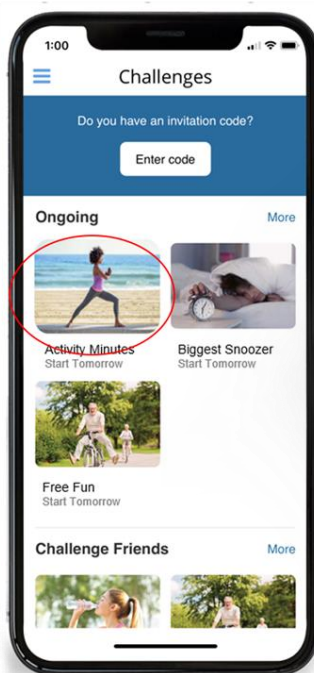 1:00
Challenges
Do you have an invitation code?
Enter code
Ongoing
More
Activity Minutes
Start Tomorrow
Biggest Snoozer
Start Tomorrow
Free Fun
Start Tomorrow
Challenge Friends
More